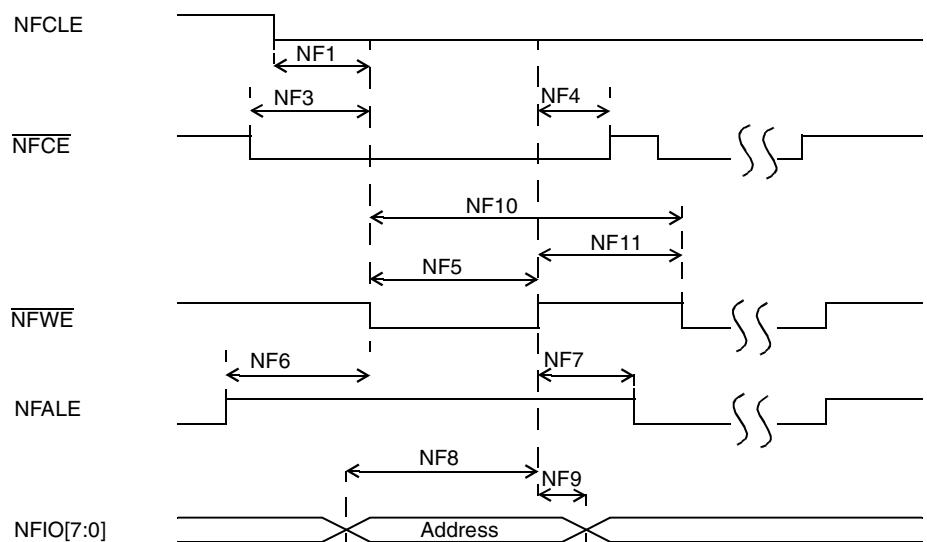 NFCLE
NF1
NF3
NF4
NFCE
NF10
NF11
NF5
NFWE
NF6
NF7
NFALE
NF8
NF9
NFIO[7:0]
Address